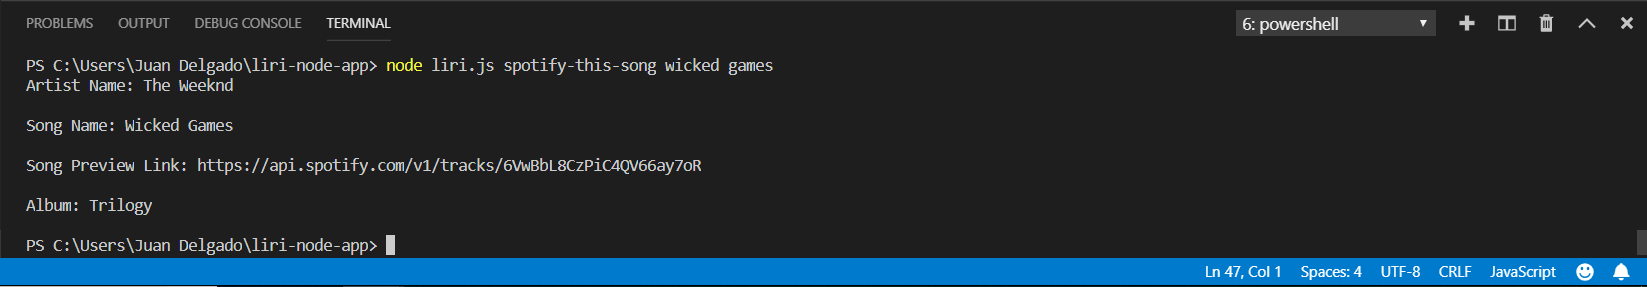 PROBLEMS OUTPUT DEBUG CONSOLE TERMINAL 6: powershell
PS C:\Users\Juan Delgado\liri-node-app> node liri.js spotify-this-song wicked games
Artist Name: The Weeknd
Song Name: Wicked Games
Song Preview Link: https://api.spotify.com/v1/tracks/6VwBbL8CzPiC4QV66ay7oR
Album: Trilogy
PS C:\Users\Juan Delgado\liri-node-app>
Ln 47, Col 1 Spaces: 4 UTF-8 CRLF JavaScript